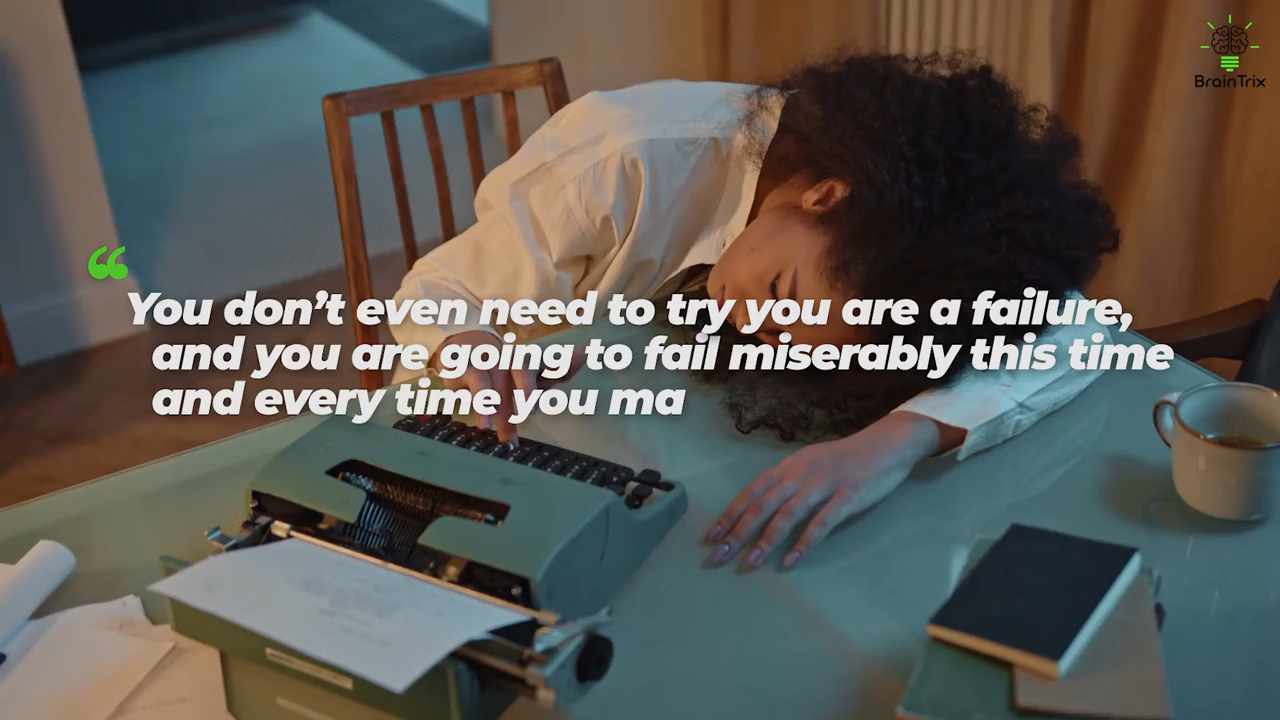 BrainTrix
“
You don’t even need to try you are a failure,
and you are going to fail miserably this time
and every time you ma